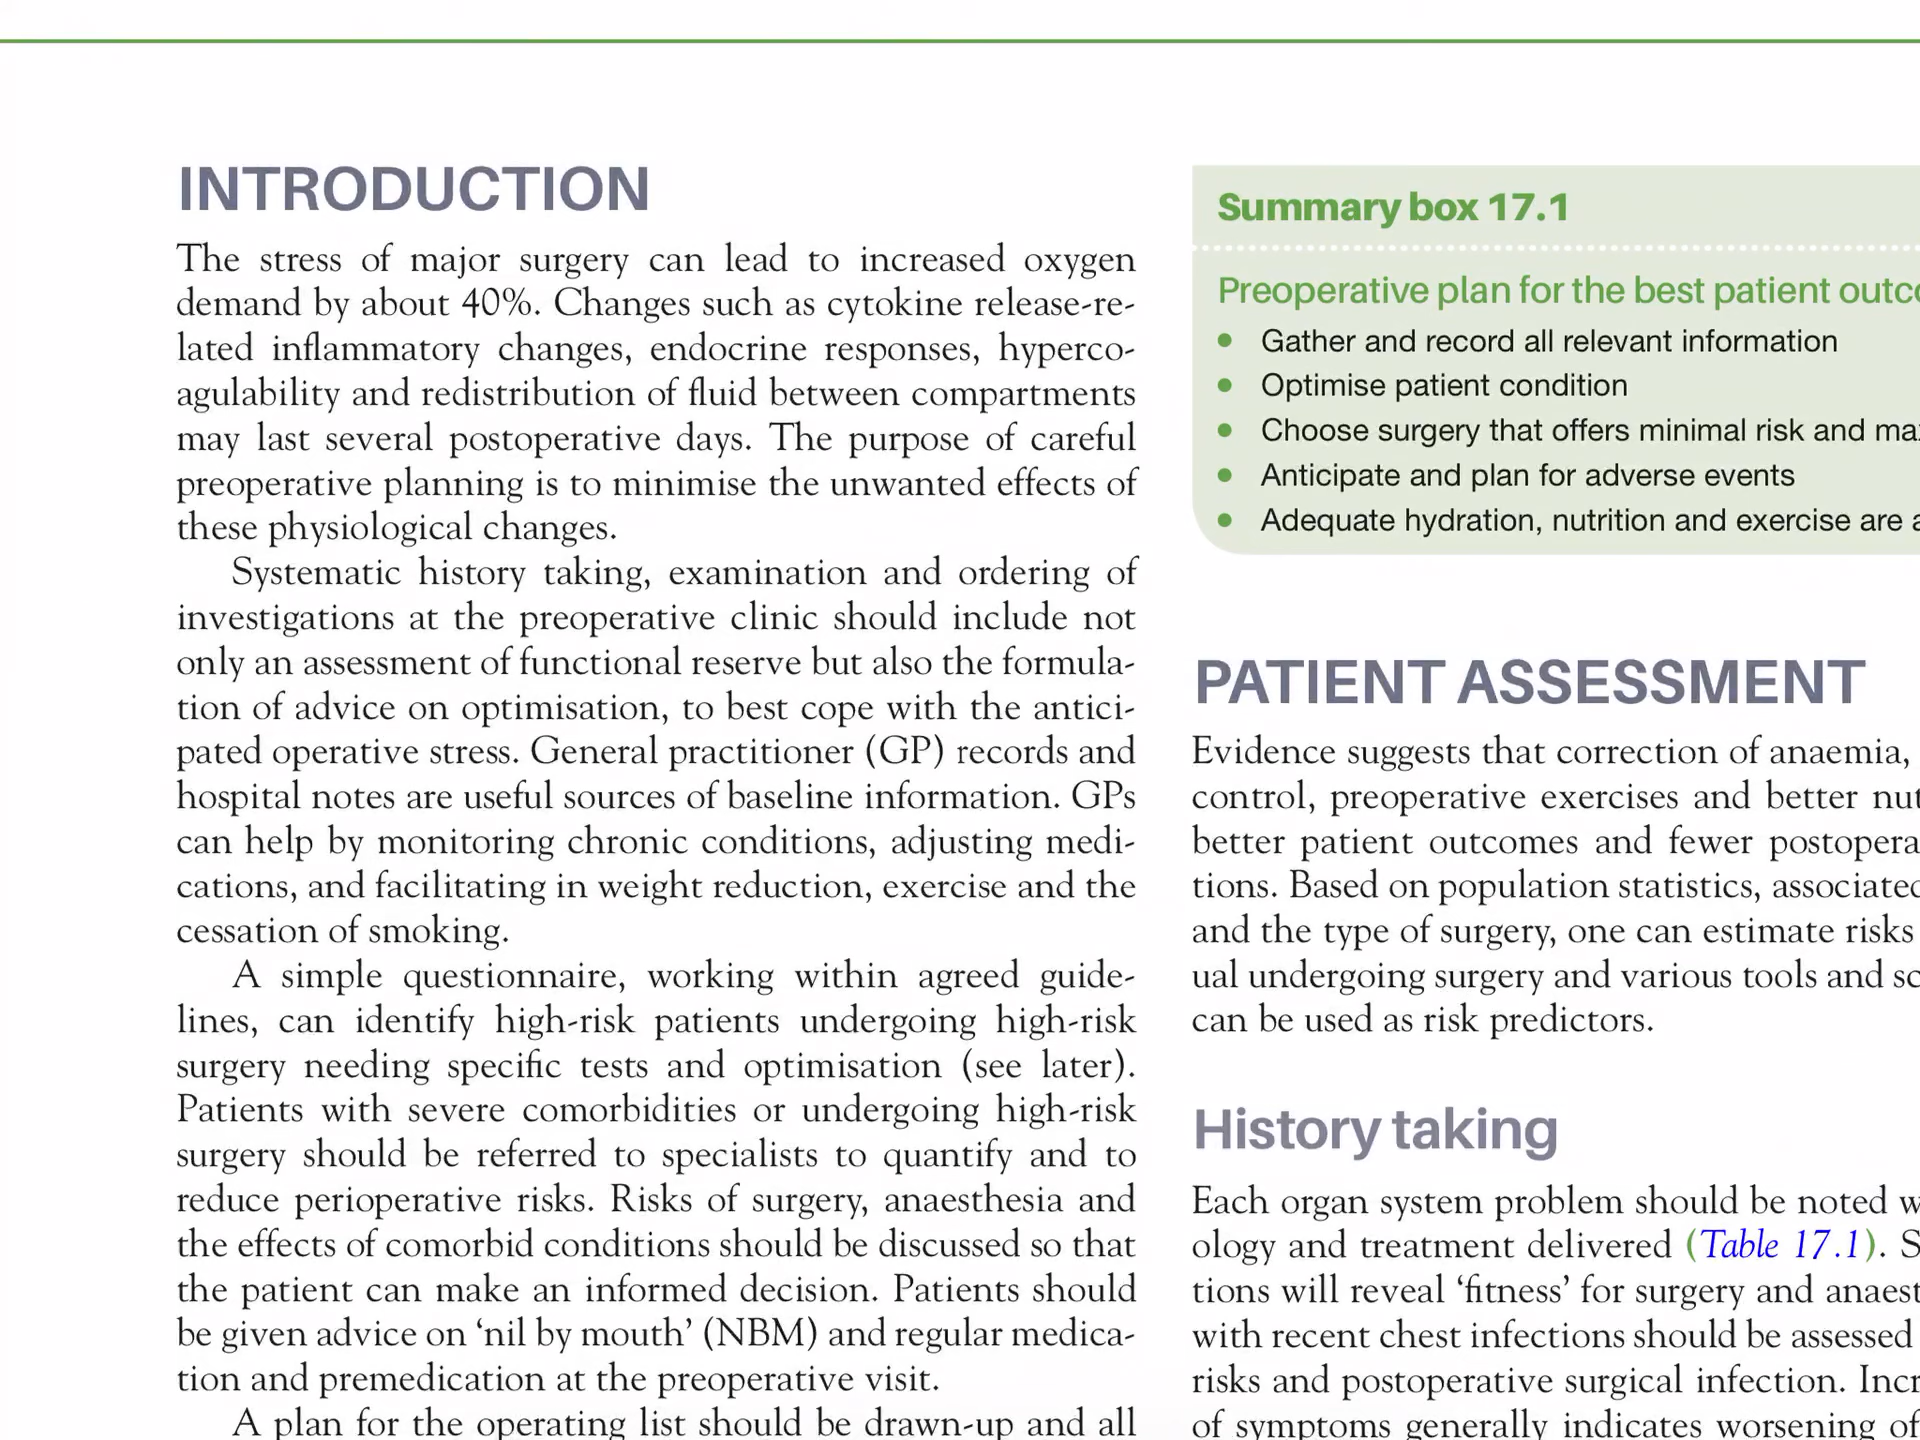 INTRODUCTION
The stress of major surgery can lead to increased oxygen
demand by about 40%. Changes such as cytokine release-re-
lated inflammatory changes, endocrine responses, hyperco-
agulability and redistribution of fluid between compartments
may last several postoperative days. The purpose of careful
preoperative planning is to minimise the unwanted effects of
these physiological changes.
Systematic history taking, examination and ordering of
investigations at the preoperative clinic should include not
only an assessment of functional reserve but also the formula-
tion of advice on optimisation, to best cope with the antici-
pated operative stress. General practitioner (GP) records and
hospital notes are useful sources of baseline information. GPs
can help by monitoring chronic conditions, adjusting medi-
cations, and facilitating in weight reduction, exercise and the
cessation of smoking.
A simple questionnaire, working within agreed guide-
lines, can identify high-risk patients undergoing high-risk
surgery needing specific tests and optimisation (see later).
Patients with severe comorbidities or undergoing high-risk
surgery should be referred to specialists to quantify and to
reduce perioperative risks. Risks of surgery, anaesthesia and
the effects of comorbid conditions should be discussed so that
the patient can make an informed decision. Patients should
be given advice on ‘nil by mouth’ (NBM) and regular medica-
tion and premedication at the preoperative visit.
A plan for the operating list should be drawn-up and all
Summary box 17.1
Preoperative plan for the best patient outc
• Gather and record all relevant information
• Optimise patient condition
• Choose surgery that offers minimal risk and ma
• Anticipate and plan for adverse events
• Adequate hydration, nutrition and exercise are a
PATIENT ASSESSMENT
Evidence suggests that correction of anaemia,
control, preoperative exercises and better nut
better patient outcomes and fewer postopera
tions. Based on population statistics, associated
and the type of surgery, one can estimate risks
ual undergoing surgery and various tools and sc
can be used as risk predictors.
History taking
Each organ system problem should be noted w
ology and treatment delivered (Table 17.1). S
tions will reveal ‘fitness’ for surgery and anaest
with recent chest infections should be assessed
risks and postoperative surgical infection. Incr
of symptoms generally indicates worsening of